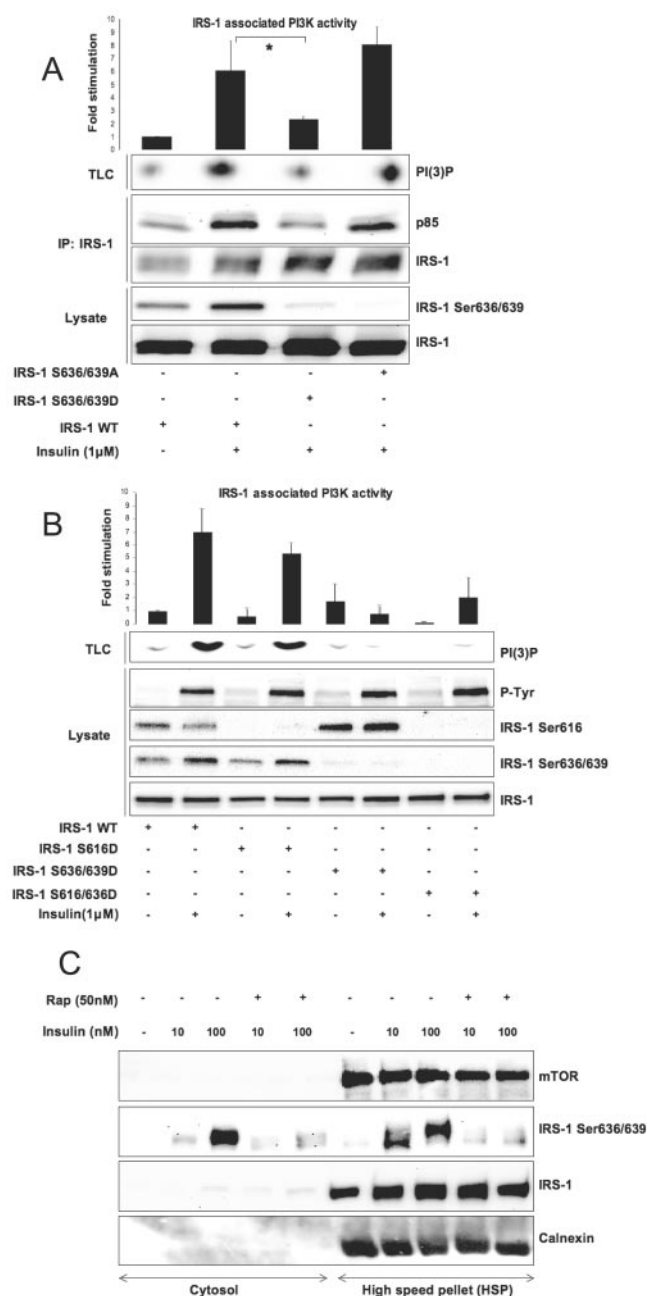 A
IRS-1 associated PI3K activity
*
Fold stimulation
10
9
8
7
6
5
4
3
2
1
0
TLC
PI(3)P
IP: IRS-1
p85
IRS-1
Lysate
IRS-1 Ser636/639
IRS-1
IRS-1 S636/639A - - - +
IRS-1 S636/639D - - + -
IRS-1 WT + + - -
Insulin (1µM) - + + +
B
IRS-1 associated PI3K activity
Fold stimulation
10
9
8
7
6
5
4
3
2
1
0
TLC
PI(3)P
P-Tyr
Lysate
IRS-1 Ser616
IRS-1 Ser636/639
IRS-1
IRS-1 WT + + - - - - - -
IRS-1 S616D - - + + - - - -
IRS-1 S636/639D - - - - + + - -
IRS-1 S616/636D - - - - - - + +
Insulin(1µM) - + - + - + - +
C
Rap (50nM) - - - + + - - - + +
Insulin (nM) - 10 100 10 100 - 10 100 10 100
mTOR
IRS-1 Ser636/639
IRS-1
Calnexin
Cytosol High speed pellet (HSP)